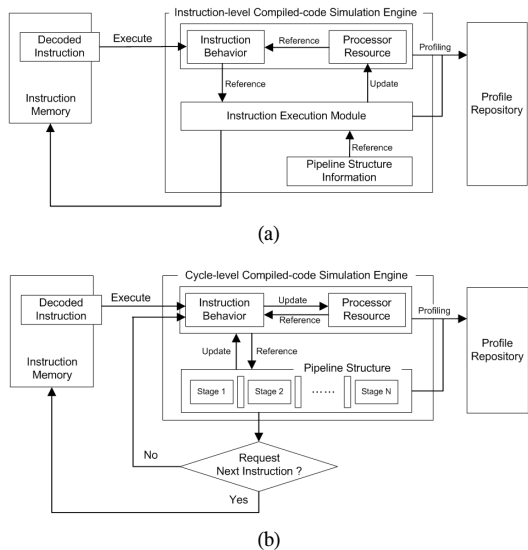 Instruction-level Compiled-code Simulation Engine
Decoded
Instruction
Execute
Instruction
Behavior
Reference
Processor
Resource
Profiling
Reference
Update
Instruction
Memory
Instruction Execution Module
Profile
Repository
Reference
Pipeline Structure
Information
(a)
Cycle-level Compiled-code Simulation Engine
Decoded
Instruction
Execute
Instruction
Behavior
Update
Reference
Processor
Resource
Profiling
Update
Reference
Instruction
Memory
Pipeline Structure
Profile
Repository
Stage 1
Stage 2
……
Stage N
No
Request
Next Instruction ?
Yes
(b)